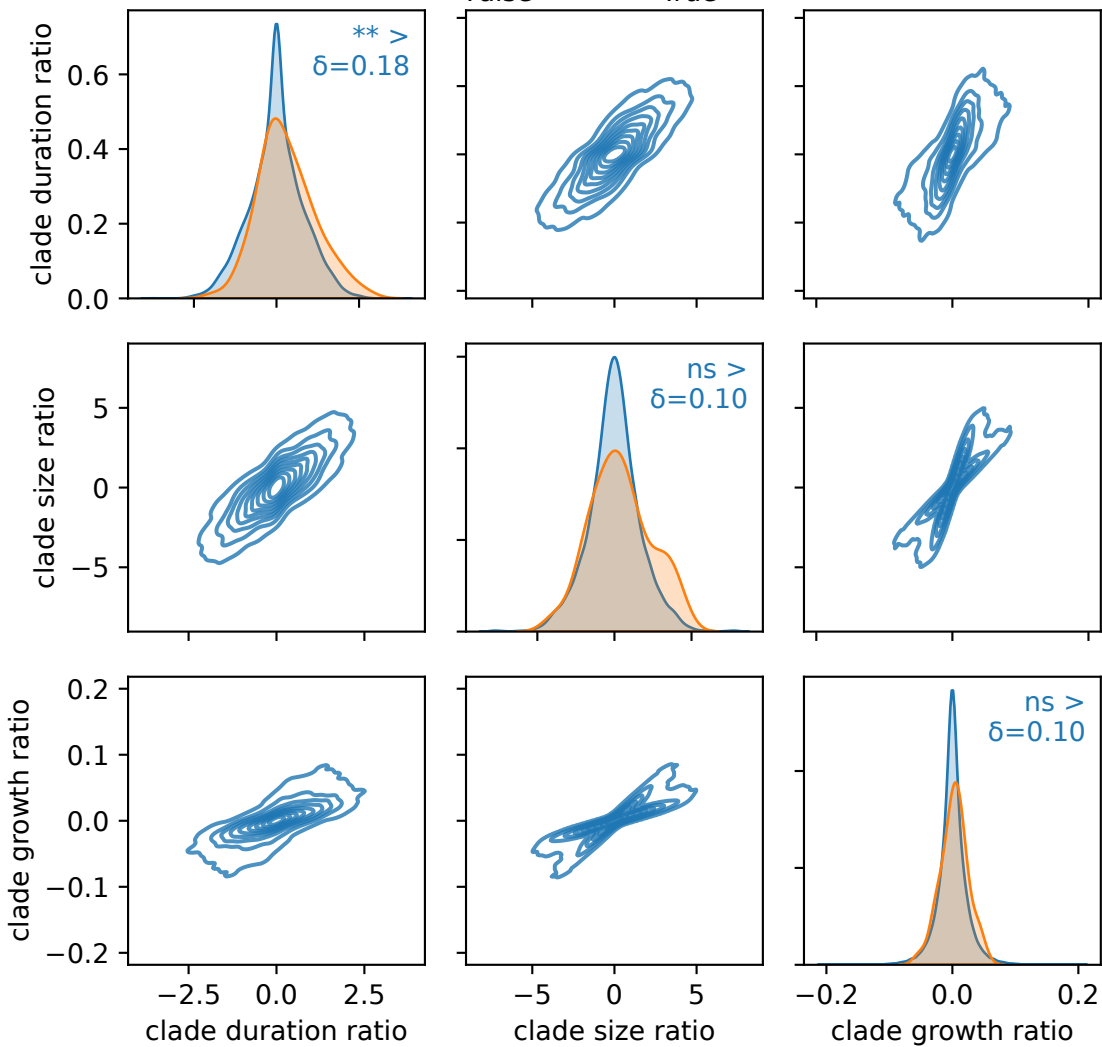 ** >
δ=0.18
clade duration ratio
0.6
0.4
0.2
0.0
ns >
δ=0.10
clade size ratio
5
0
−5
ns >
δ=0.10
clade growth ratio
0.2
0.1
0.0
−0.1
−0.2
−2.5 0.0 2.5
−5 0 5
−0.2 0.0 0.2
clade duration ratio
clade size ratio
clade growth ratio